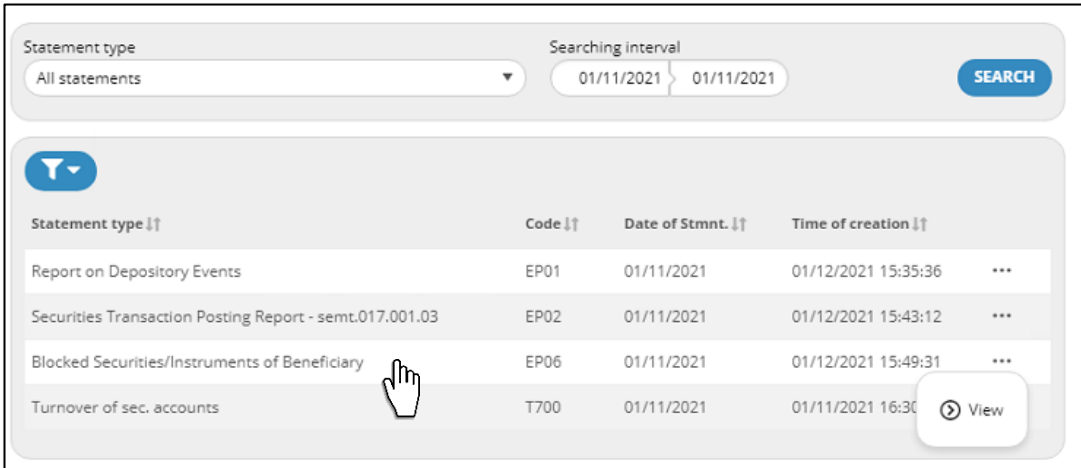 Statement type Searching interval
All statements 01/11/2021 01/11/2021 SEARCH
Statement type Code Date of Stmnt. Time of creation
Report on Depository Events EP01 01/11/2021 01/12/2021 15:35:36 ...
Securities Transaction Posting Report - semt.017.001.03 EP02 01/11/2021 01/12/2021 15:43:12 ...
Blocked Securities/Instruments of Beneficiary EP06 01/11/2021 01/12/2021 15:49:31 ...
Turnover of sec. accounts T700 01/11/2021 01/11/2021 16:30 View